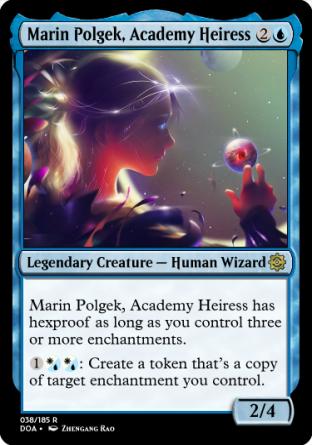 Marin Polgek, Academy Heiress 2
Legendary Creature — Human Wizard
Marin Polgek, Academy Heiress has
hexproof as long as you control three
or more enchantments.
1 : Create a token that's a copy
of target enchantment you control.
2/4
038/185 R
DOA • Zhengang Rao